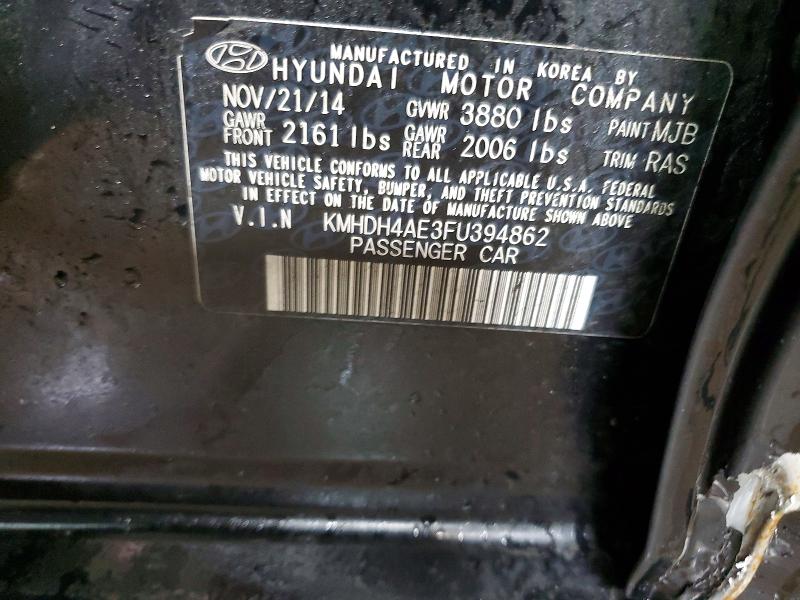 MANUFACTURED IN KOREA BY
HYUNDAI MOTOR COMPANY
NOV/21/14 GVWR 3880 lbs PAINT MJB
GAWR FRONT 2161 lbs GAWR REAR 2006 lbs TRIM RAS
THIS VEHICLE CONFORMS TO ALL APPLICABLE U.S.A. FEDERAL
MOTOR VEHICLE SAFETY, BUMPER, AND THEFT PREVENTION STANDARDS
IN EFFECT ON THE DATE OF MANUFACTURE SHOWN ABOVE
V.I.N KMHDH4AE3FU394862
PASSENGER CAR